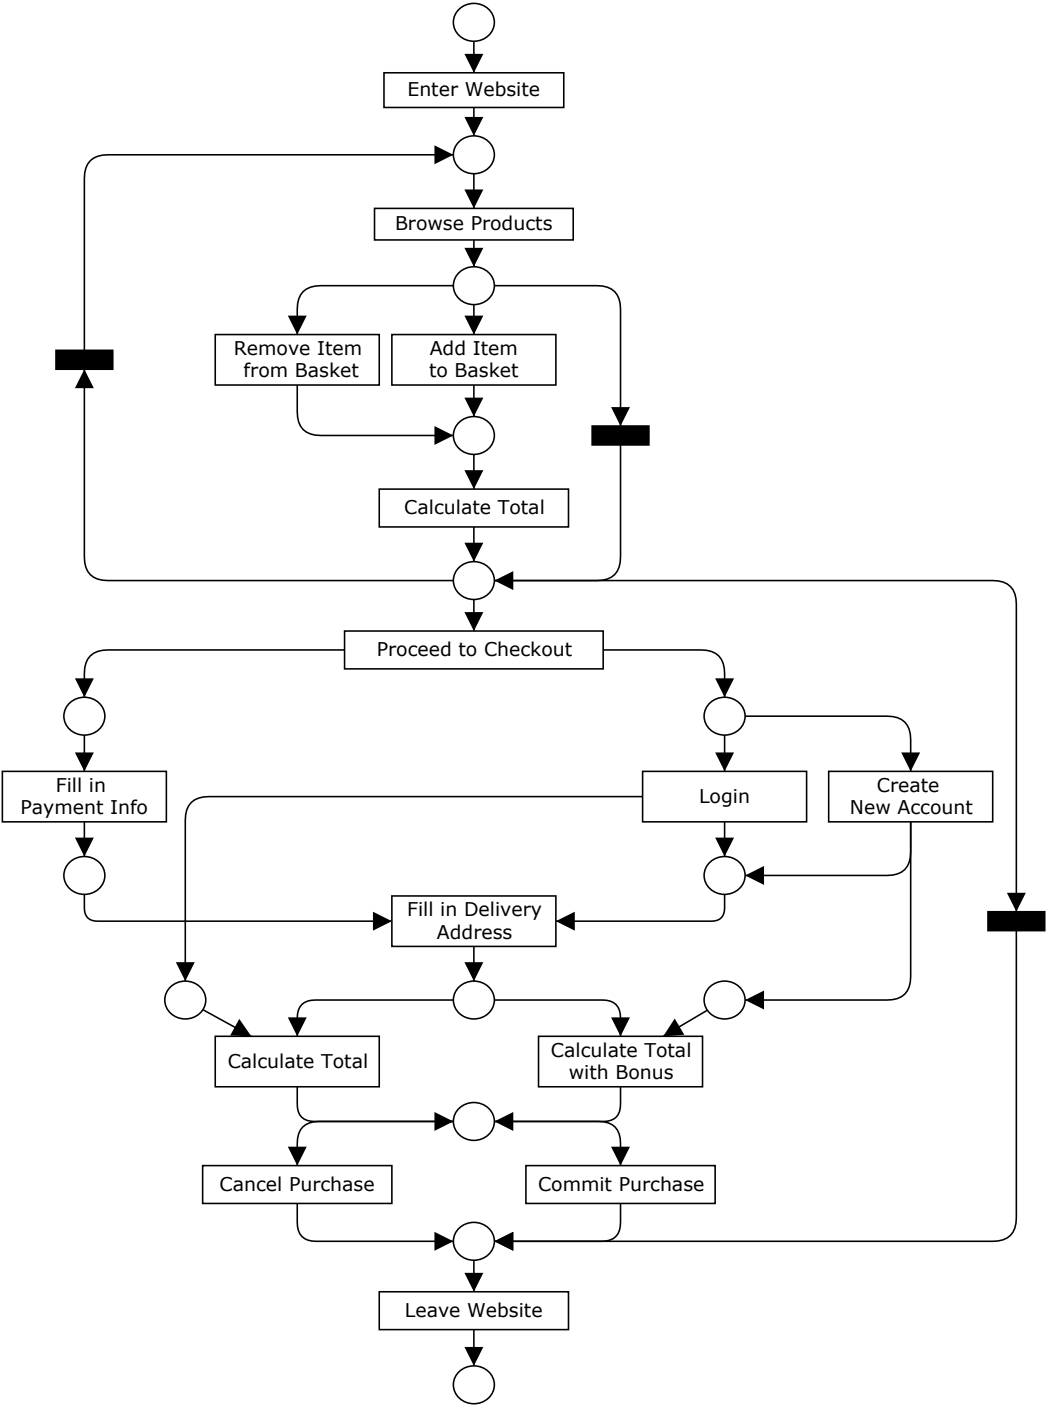 Enter Website
Browse Products
Remove Item
from Basket
Add Item
to Basket
Calculate Total
Proceed to Checkout
Fill in
Payment Info
Login
Create
New Account
Fill in Delivery
Address
Calculate Total
Calculate Total
with Bonus
Cancel Purchase
Commit Purchase
Leave Website